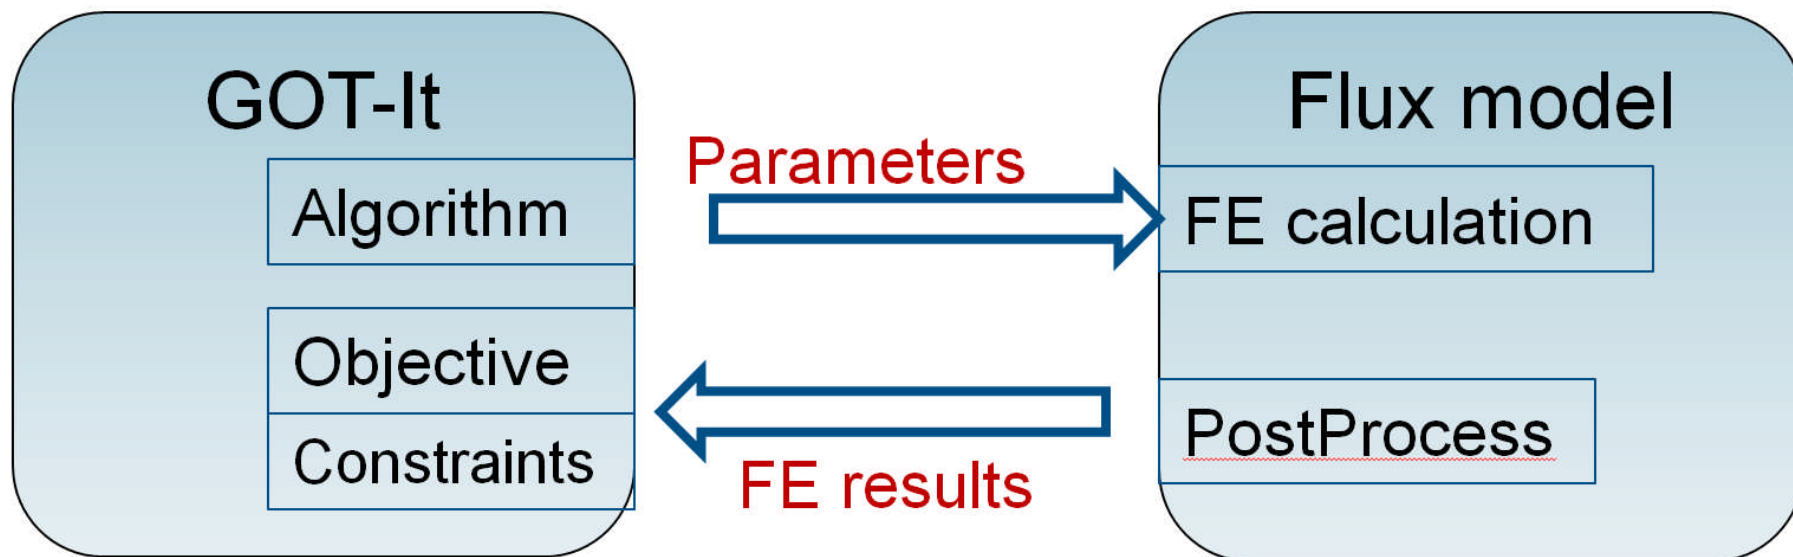 GOT-It
Algorithm
Objective
Constraints
Parameters
FE results
Flux model
FE calculation
PostProcess